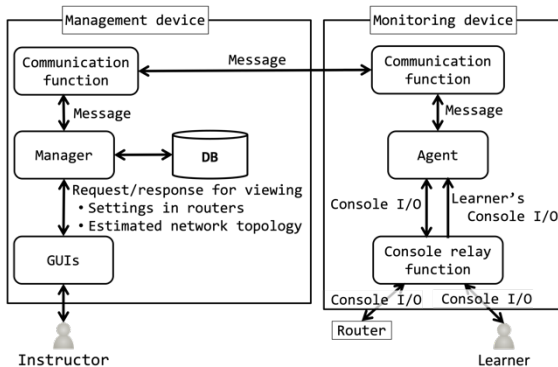 Management device
Communication
function
Message
Manager
DB
Request/response for viewing
• Settings in routers
• Estimated network topology
GUIs
Instructor
Message
Monitoring device
Communication
function
Message
Agent
Console I/O
Learner's
Console I/O
Console relay
function
Console I/O
Console I/O
Router
Learner